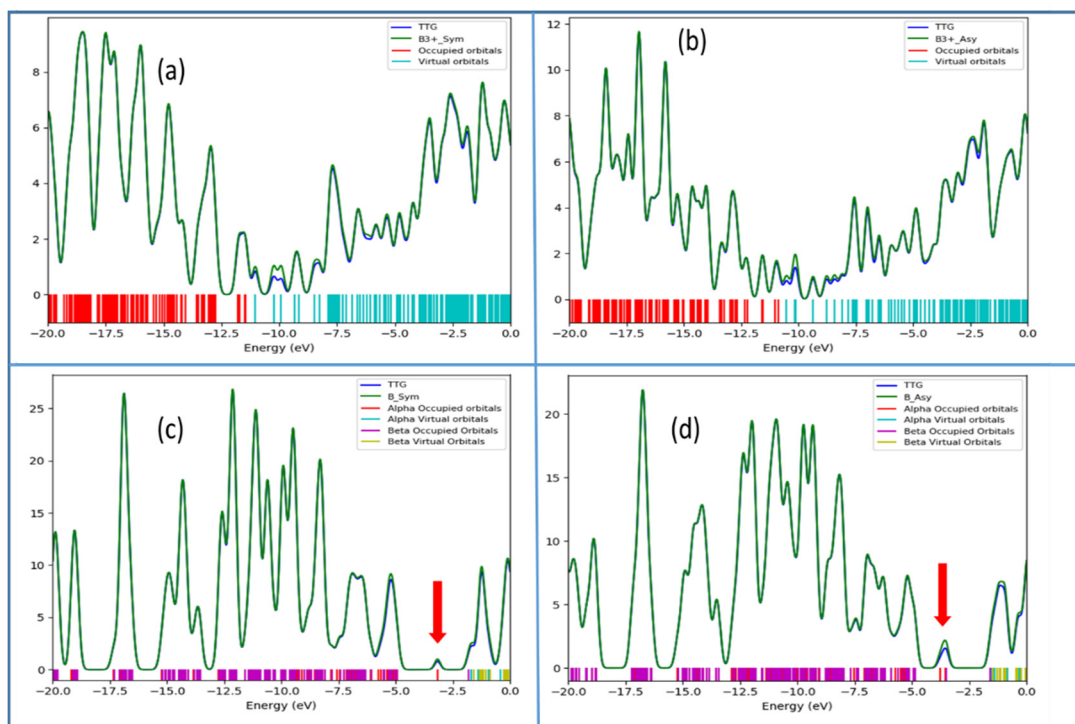 (a)
TTG
B3+_Sym
Occupied orbitals
Virtual orbitals
8
6
4
2
0
-20.0 -17.5 -15.0 -12.5 -10.0 -7.5 -5.0 -2.5 0.0
Energy (eV)
(b)
TTG
B3+_Asy
Occupied orbitals
Virtual orbitals
12
10
8
6
4
2
0
-20.0 -17.5 -15.0 -12.5 -10.0 -7.5 -5.0 -2.5 0.0
Energy (eV)
(c)
TTG
B_Sym
Alpha Occupied orbitals
Alpha Virtual orbitals
Beta Occupied Orbitals
Beta Virtual Orbitals
25
20
15
10
5
0
-20.0 -17.5 -15.0 -12.5 -10.0 -7.5 -5.0 -2.5 0.0
Energy (eV)
(d)
TTG
B_Asy
Alpha Occupied orbitals
Alpha Virtual orbitals
Beta Occupied Orbitals
Beta Virtual Orbitals
20
15
10
5
0
-20.0 -17.5 -15.0 -12.5 -10.0 -7.5 -5.0 -2.5 0.0
Energy (eV)